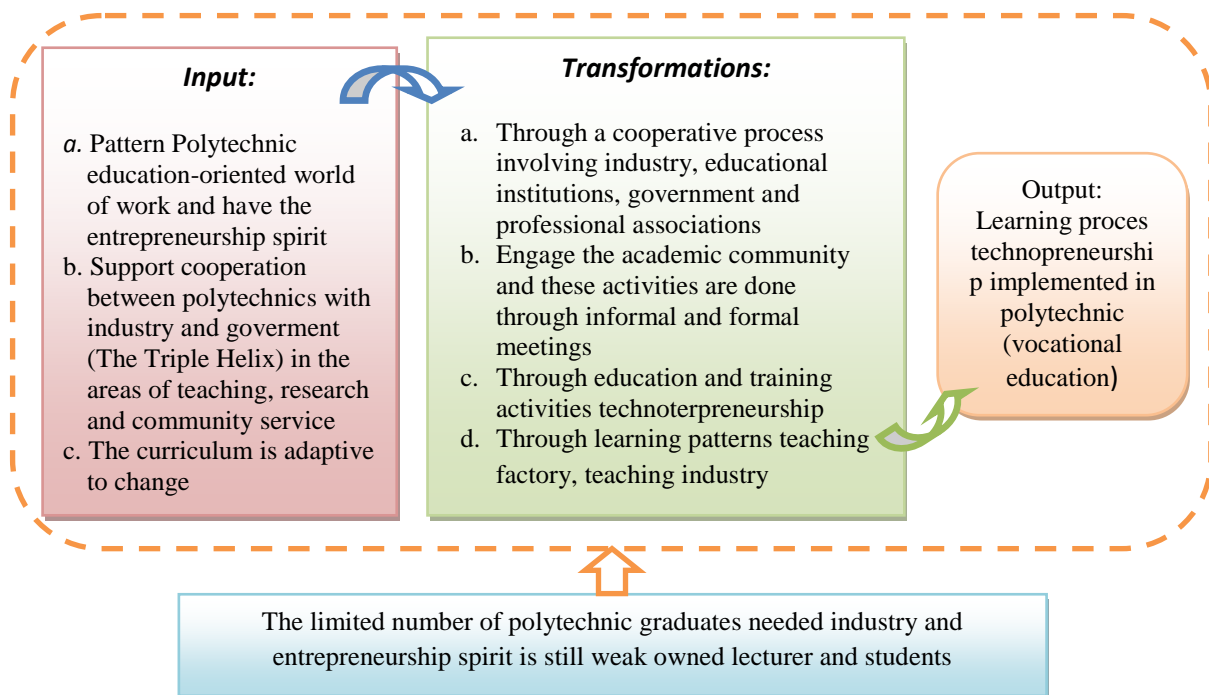 Input:
a. Pattern Polytechnic
education-oriented world
of work and have the
entrepreneurship spirit
b. Support cooperation
between polytechnics with
industry and goverment
(The Triple Helix) in the
areas of teaching, research
and community service
c. The curriculum is adaptive
to change
Transformations:
a. Through a cooperative process
involving industry, educational
institutions, government and
professional associations
b. Engage the academic community
and these activities are done
through informal and formal
meetings
c. Through education and training
activities technoterpreneurship
d. Through learning patterns teaching
factory, teaching industry
Output:
Learning proces
technopreneurshi
p implemented in
polytechnic
(vocational
education)
The limited number of polytechnic graduates needed industry and
entrepreneurship spirit is still weak owned lecturer and students